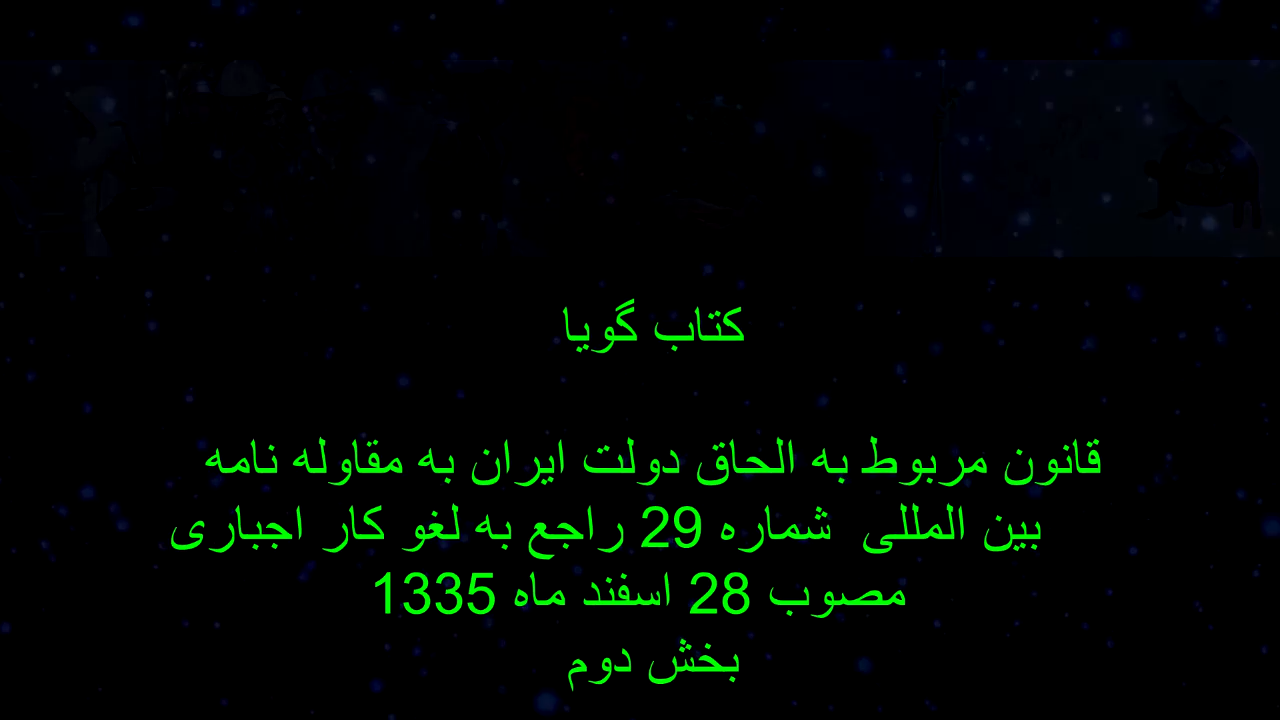 کتاب گویا
قانون مربوط به الحاق دولت ایران به مقاوله نامه
بین المللی شماره 29 راجع به لغو کار اجباری
مصوب 28 اسفند ماه 1335
بخش دوم